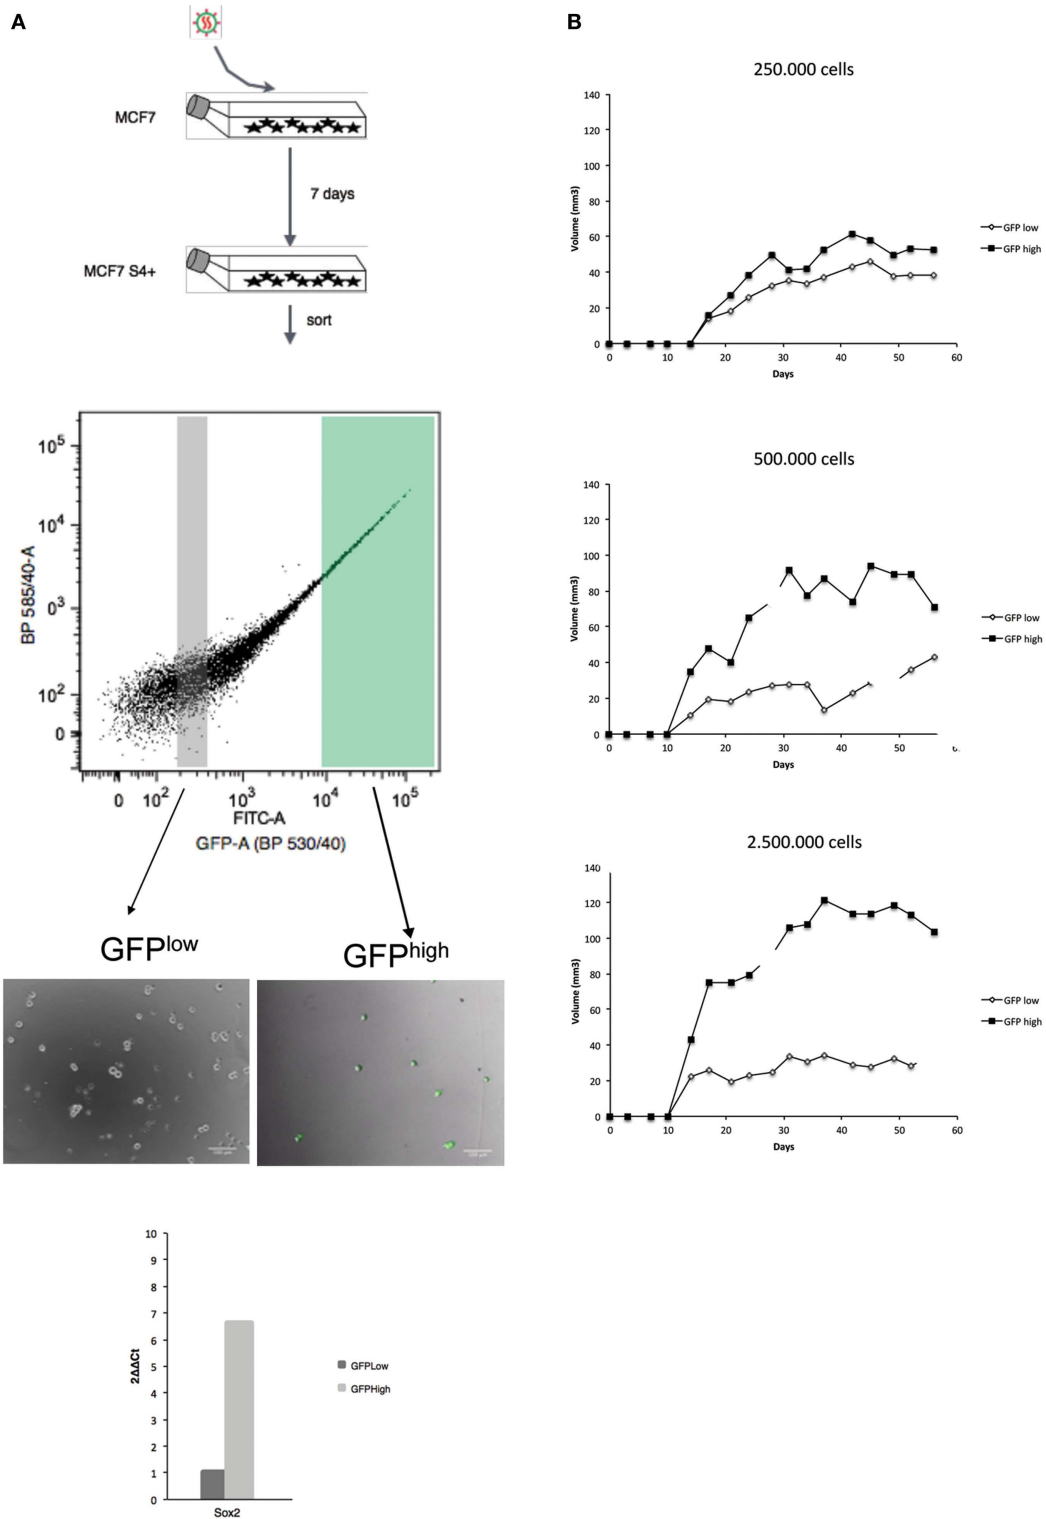 A
MCF7
7 days
MCF7 S4+
sort
10^5
10^4
0^3
10^2
0
BP 585/40-A
0 10^2 10^3 10^4 10^5
FITC-A
GFP-A (BP 530/40)
GFP^low
GFP^high
100 µm
10
9
8
7
6
5
4
3
2
1
0
2ΔΔCt
Sox2
GFPLow
GFPHigh
B
250.000 cells
140
120
100
80
60
40
20
0
Volume (mm3)
0 10 20 30 40 50 60
Days
GFP low
GFP high
500.000 cells
140
120
100
80
60
40
20
0
Volume (mm3)
0 10 20 30 40 50
Days
GFP low
GFP high
2.500.000 cells
140
120
100
80
60
40
20
0
Volume (mm3)
0 10 20 30 40 50 60
Days
GFP low
GFP high